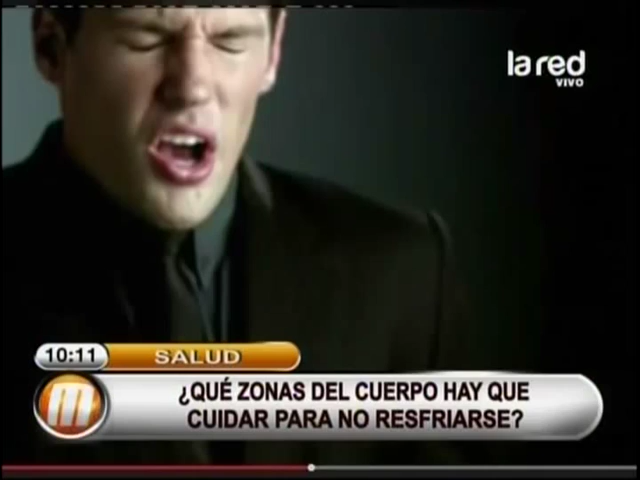 la red
VIVO
10:11 SALUD
¿QUÉ ZONAS DEL CUERPO HAY QUE
CUIDAR PARA NO RESFRIARSE?
m